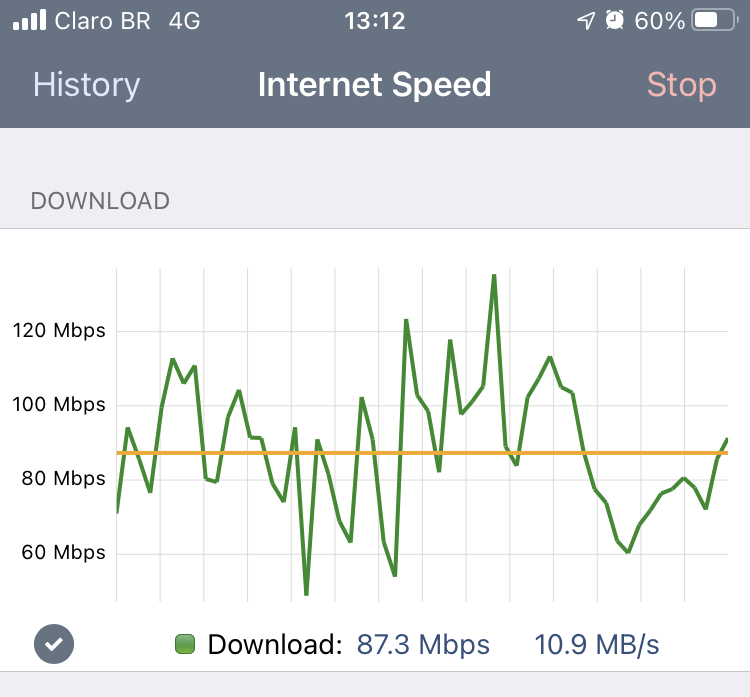 Claro BR 4G 13:12 60%
History Internet Speed Stop
DOWNLOAD
120 Mbps
100 Mbps
80 Mbps
60 Mbps
Download: 87.3 Mbps 10.9 MB/s